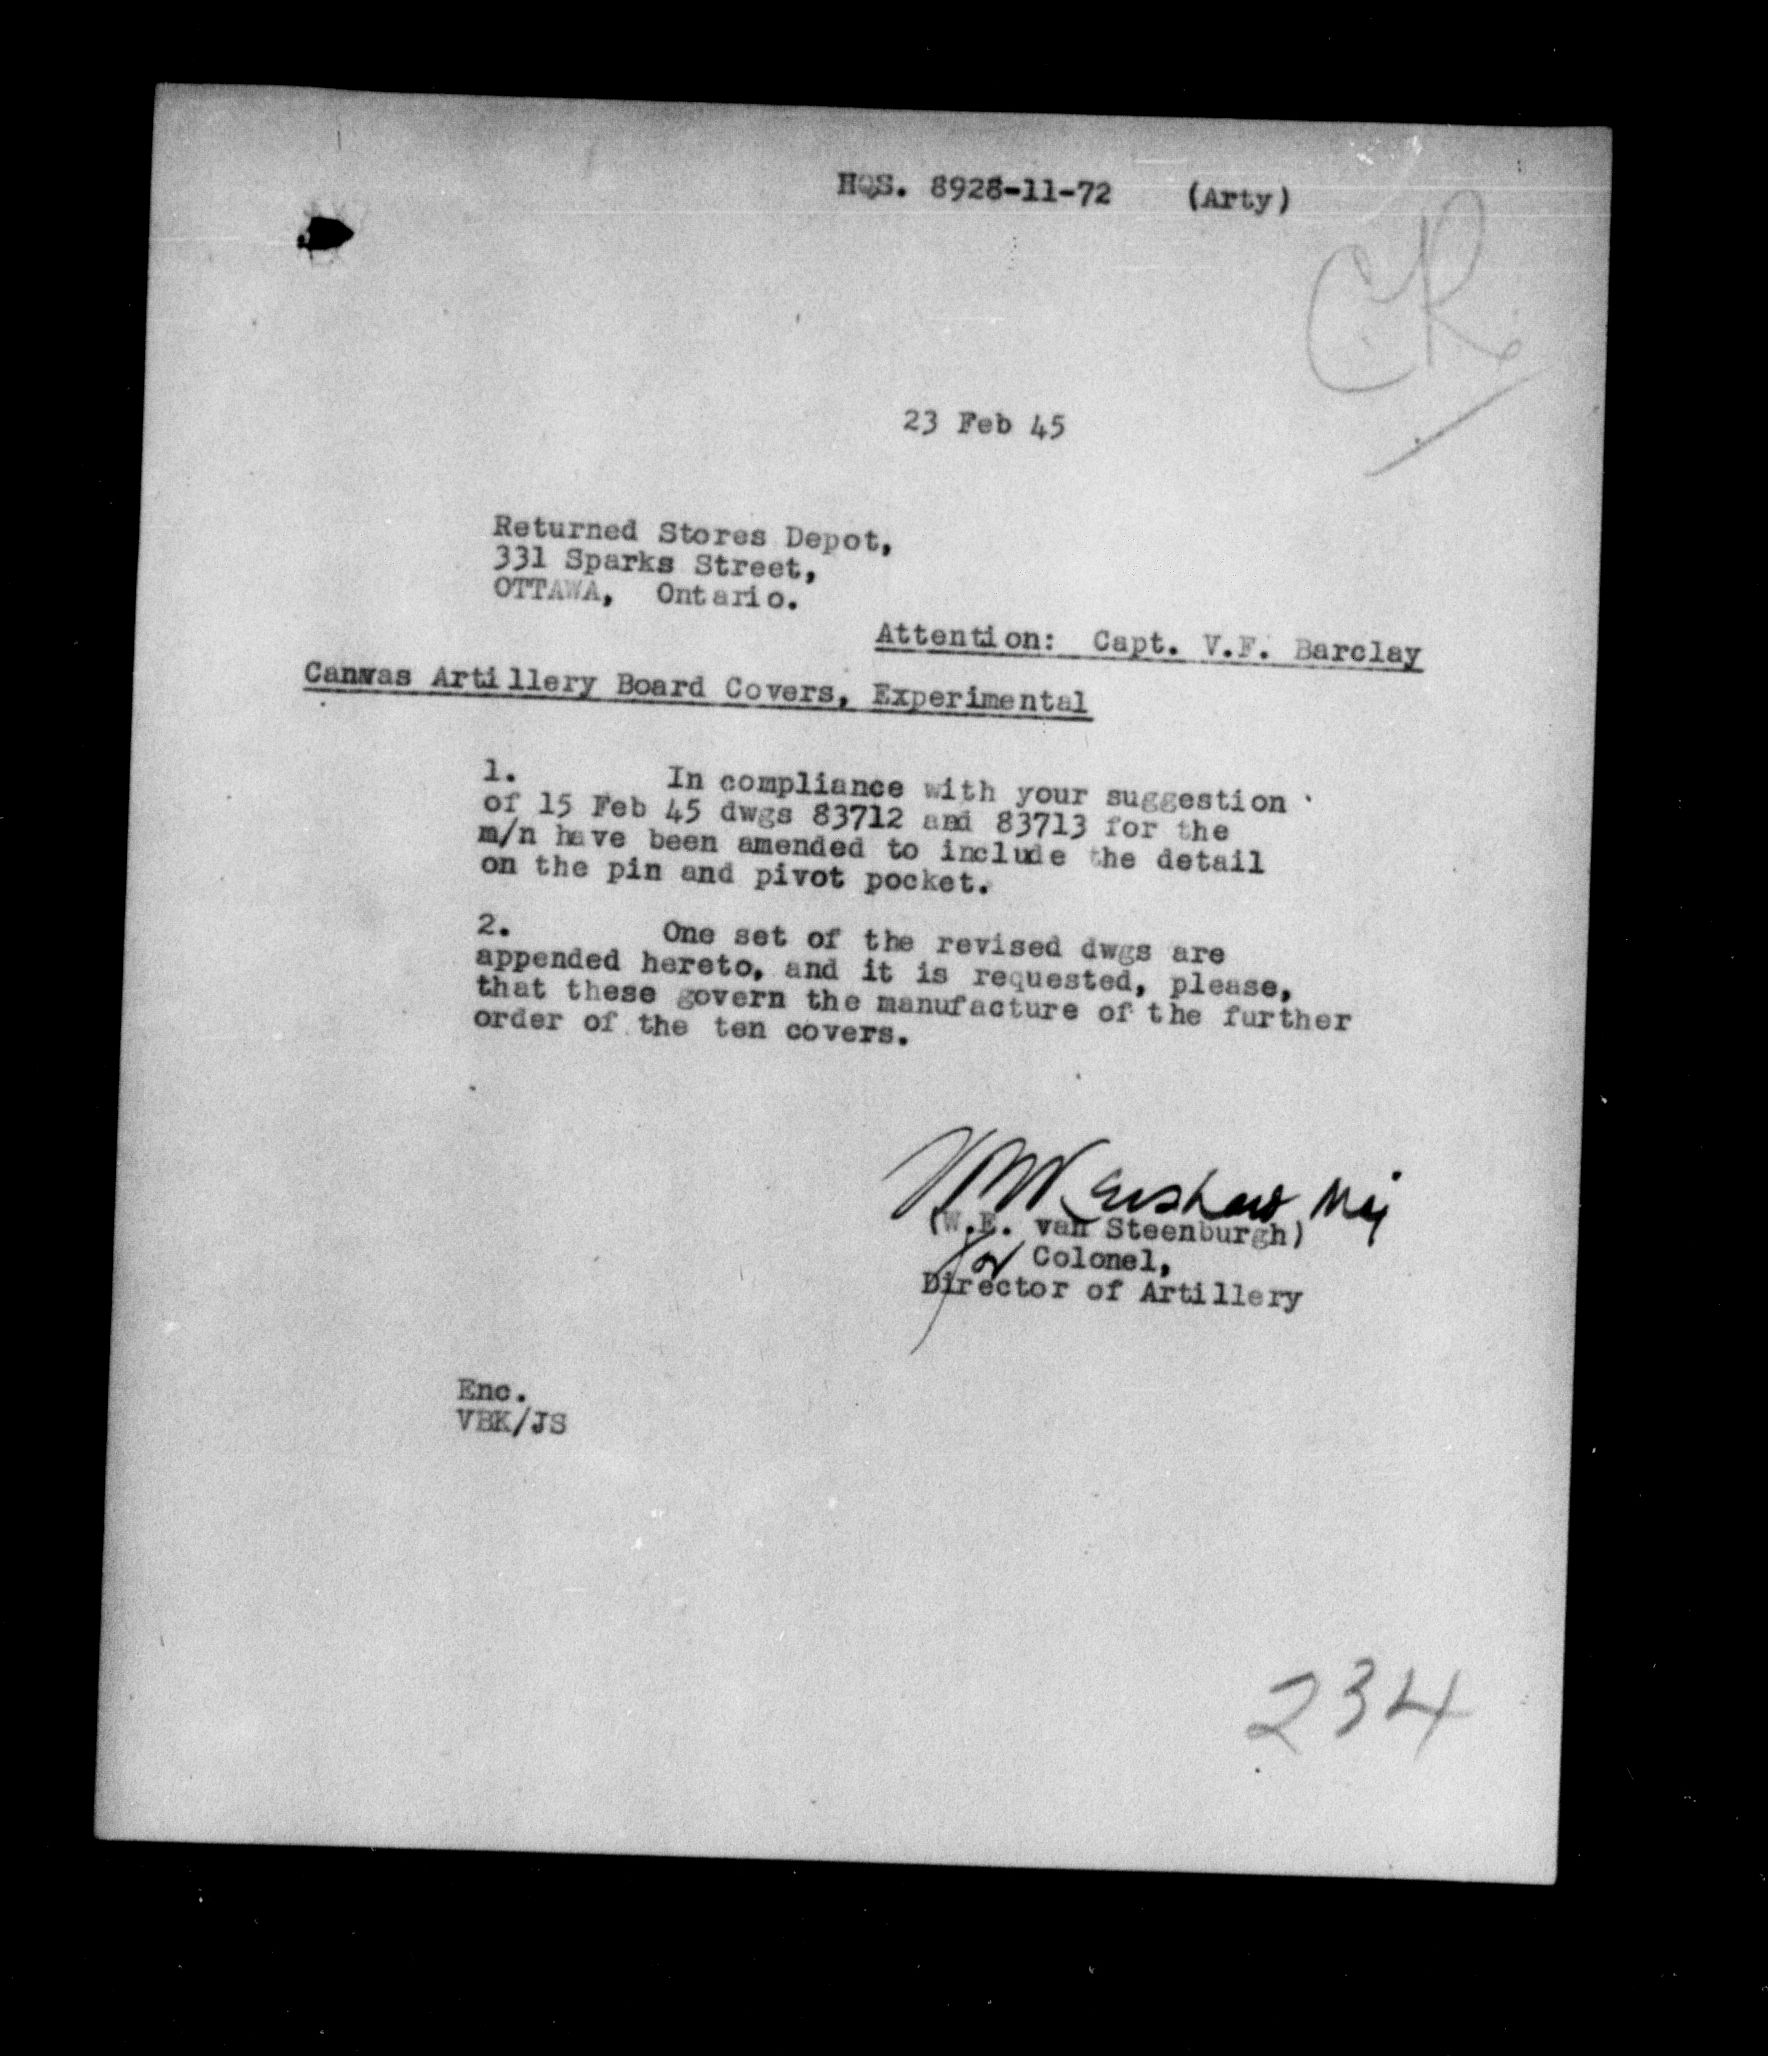 HQS. 8928-11-72 (Arty)
CR
23 Feb 45
Returned Stores Depot,
331 Sparks Street,
OTTAWA, Ontario.
Attention: Capt. V.F. Barclay
Canvas Artillery Board Covers, Experimental
1. In compliance with your suggestion
of 15 Feb 45 dwgs 83712 and 83713 for the
m/n have been amended to include the detail
on the pin and pivot pocket.
2. One set of the revised dwgs are
appended hereto, and it is requested, please,
that these govern the manufacture of the further
order of the ten covers.
Maj
(W.E. van Steenburgh)
for Colonel,
Director of Artillery
Enc.
VBK/JS
234